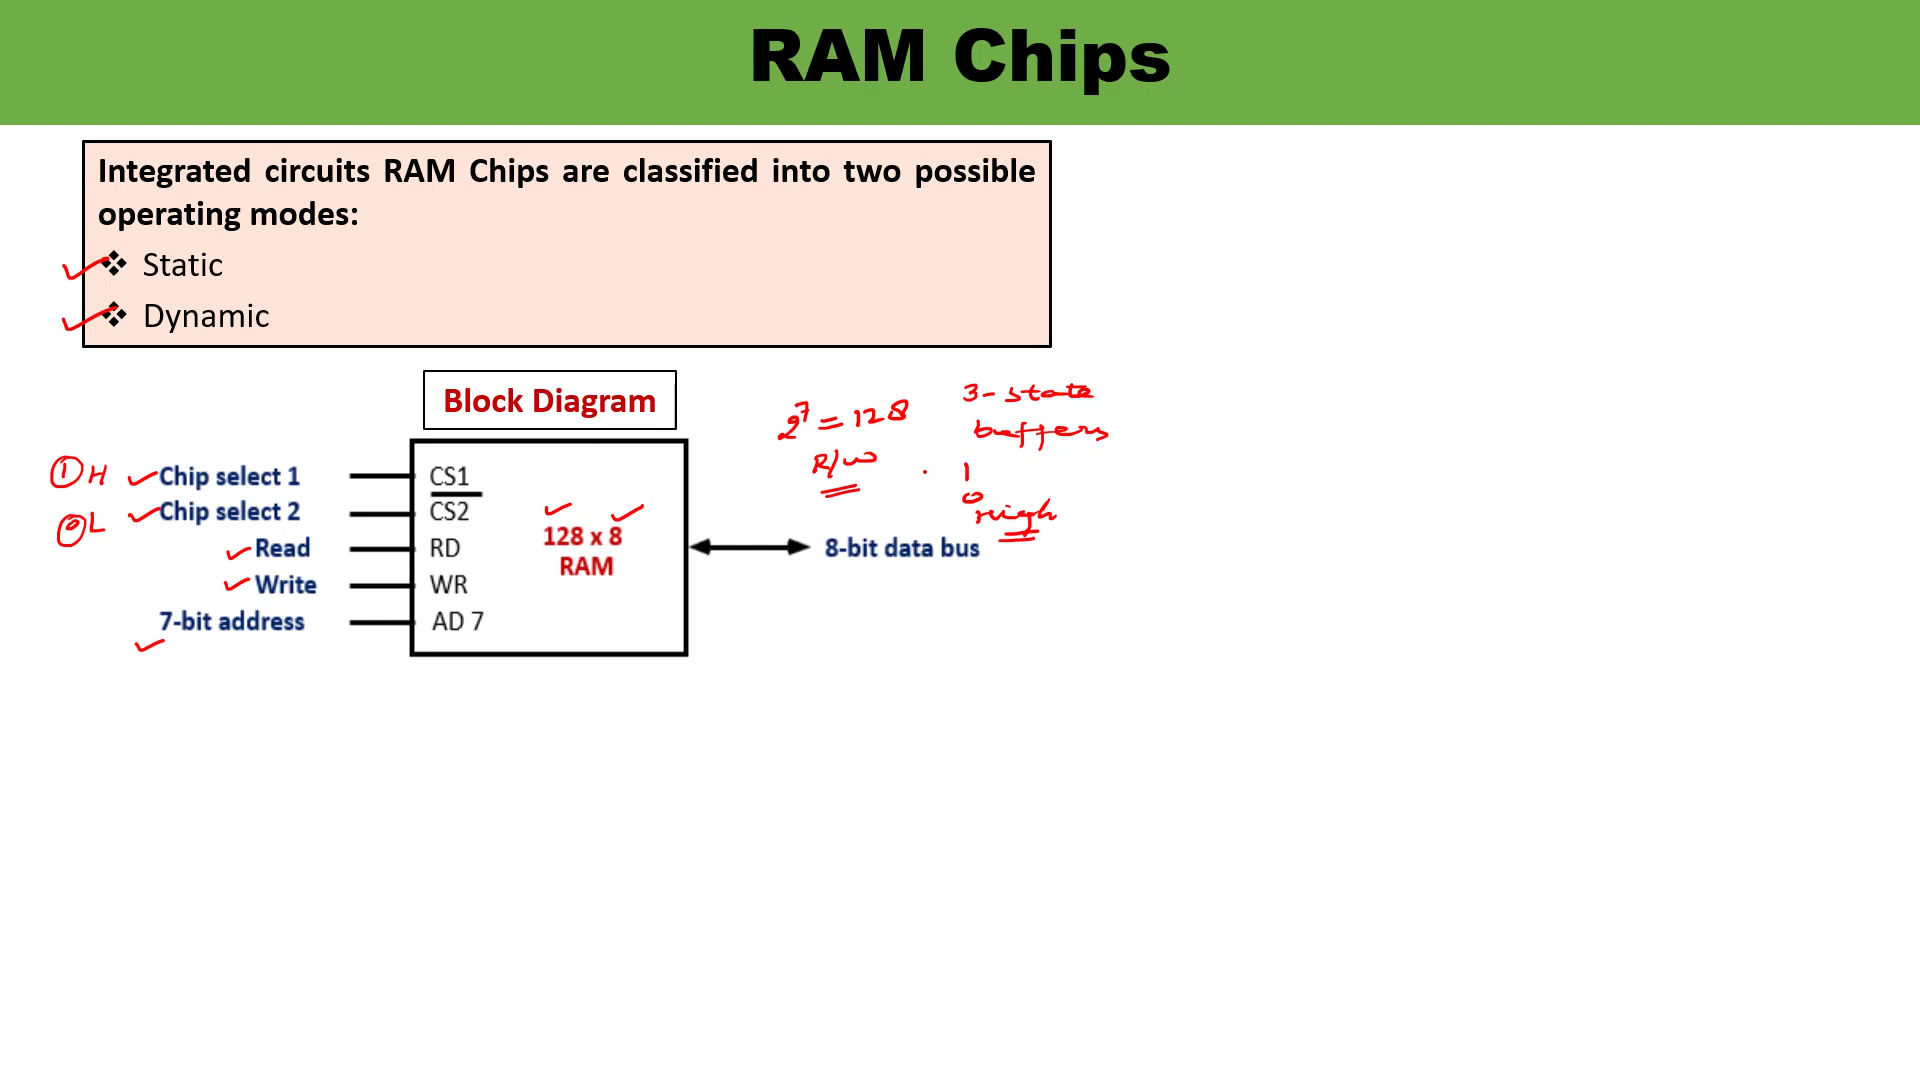 RAM Chips
Integrated circuits RAM Chips are classified into two possible
operating modes:
❖ Static
❖ Dynamic
Block Diagram
2⁷ = 128
R/W
3-state
buffers
1
0
High
① H
Chip select 1
CS1
⓪ L
Chip select 2
C̅S̅2̅
Read
RD
Write
WR
7-bit address
AD 7
128 x 8
RAM
8-bit data bus